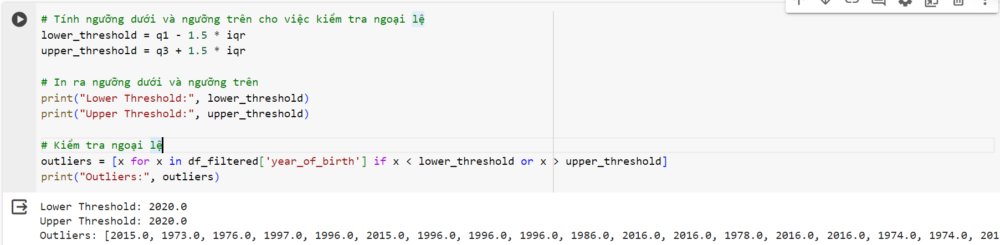 # Tính ngưỡng dưới và ngưỡng trên cho việc kiểm tra ngoại lệ
lower_threshold = q1 - 1.5 * iqr
upper_threshold = q3 + 1.5 * iqr
# In ra ngưỡng dưới và ngưỡng trên
print("Lower Threshold:", lower_threshold)
print("Upper Threshold:", upper_threshold)
# Kiểm tra ngoại lệ
outliers = [x for x in df_filtered['year_of_birth'] if x < lower_threshold or x > upper_threshold]
print("Outliers:", outliers)
Lower Threshold: 2020.0
Upper Threshold: 2020.0
Outliers: [2015.0, 1973.0, 1976.0, 1997.0, 1996.0, 2015.0, 1996.0, 1996.0, 1996.0, 1986.0, 2016.0, 2016.0, 1978.0, 2016.0, 2016.0, 1974.0, 1974.0, 201